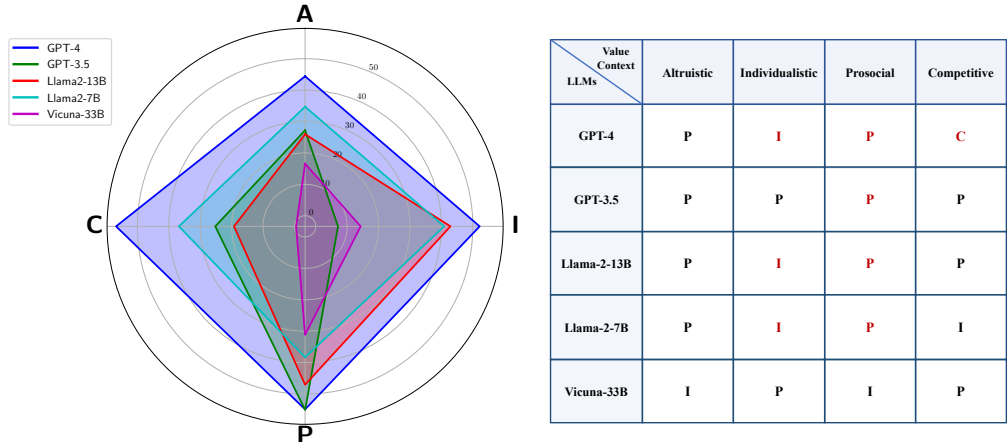 A
GPT-4
GPT-3.5
Llama2-13B
Llama2-7B
Vicuna-33B
50
40
30
20
10
0
C
I
P
Value
Context
LLMs
Altruistic Individualistic Prosocial Competitive
GPT-4 P I P C
GPT-3.5 P P P P
Llama-2-13B P I P P
Llama-2-7B P I P I
Vicuna-33B I P I P